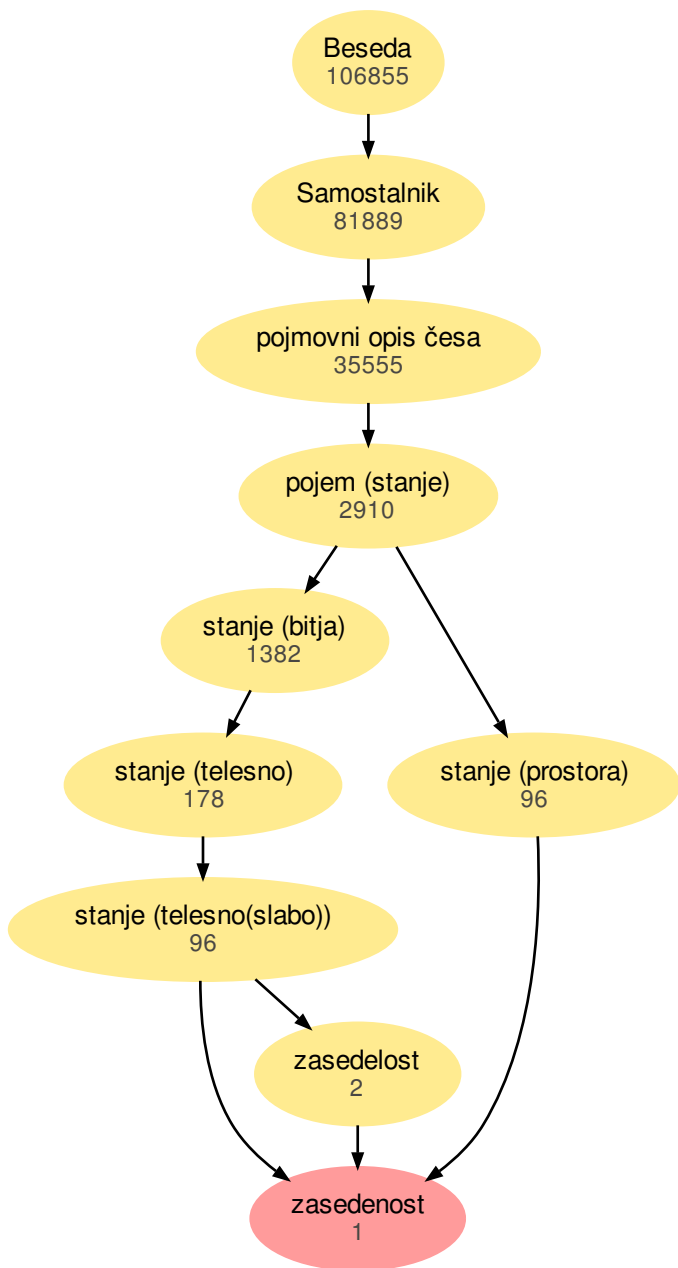 Beseda
106855
Samostalnik
81889
pojmovni opis česa
35555
pojem (stanje)
2910
stanje (bitja)
1382
stanje (telesno)
178
stanje (prostora)
96
stanje (telesno(slabo))
96
zasedelost
2
zasedenost
1